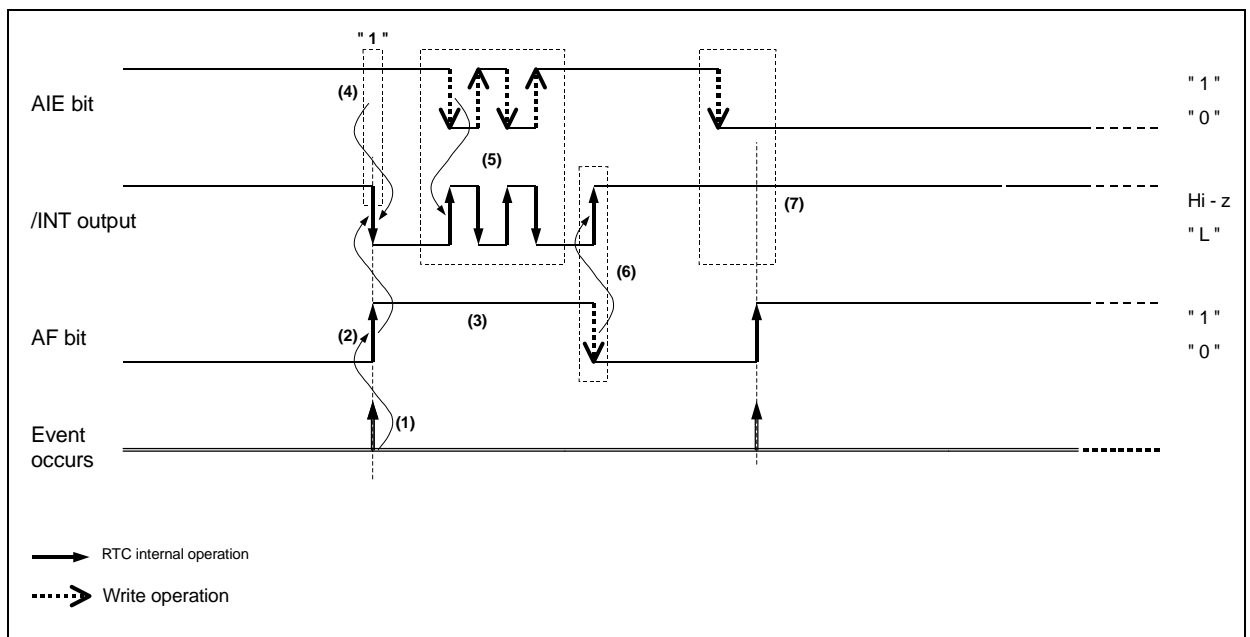 " 1 "
AIE bit
(4)
" 1 "
" 0 "
(5)
/INT output
(7)
Hi - z
" L "
(6)
AF bit
(2)
(3)
" 1 "
" 0 "
(1)
Event
occurs
RTC internal operation
Write operation